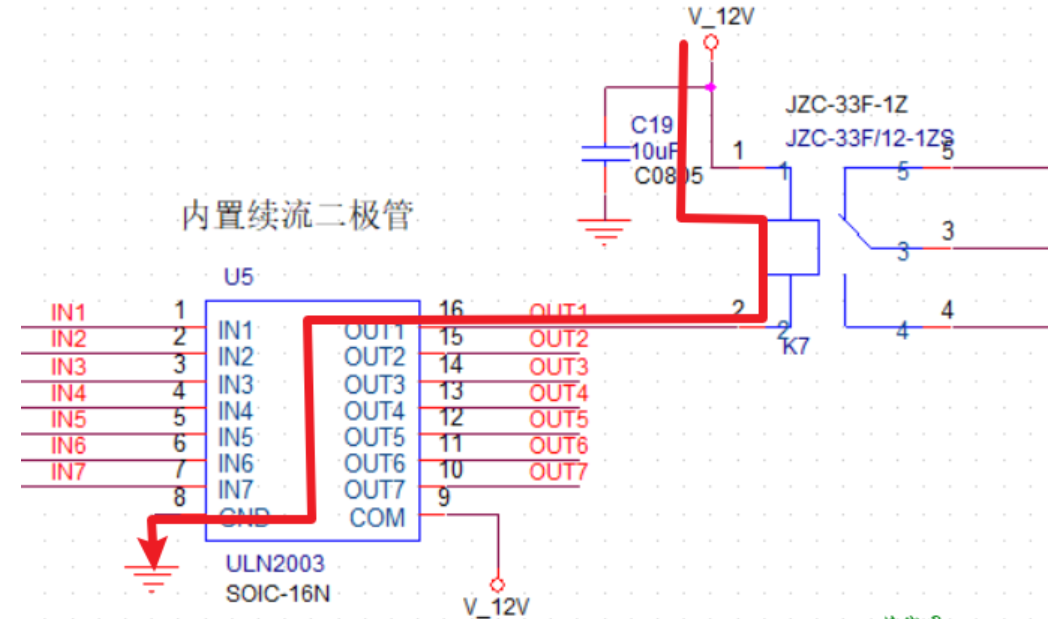 V_12V
JZC-33F-1Z
JZC-33F/12-1ZS
C19
10uF
C0805
1
1
5
5
3
3
2
2
4
4
K7
内置续流二极管
U5
IN1
1
IN1
OUT1
16
OUT1
IN2
2
IN2
OUT2
15
OUT2
IN3
3
IN3
OUT3
14
OUT3
IN4
4
IN4
OUT4
13
OUT4
IN5
5
IN5
OUT5
12
OUT5
IN6
6
IN6
OUT6
11
OUT6
IN7
7
IN7
OUT7
10
OUT7
8
GND
COM
9
ULN2003
SOIC-16N
V_12V